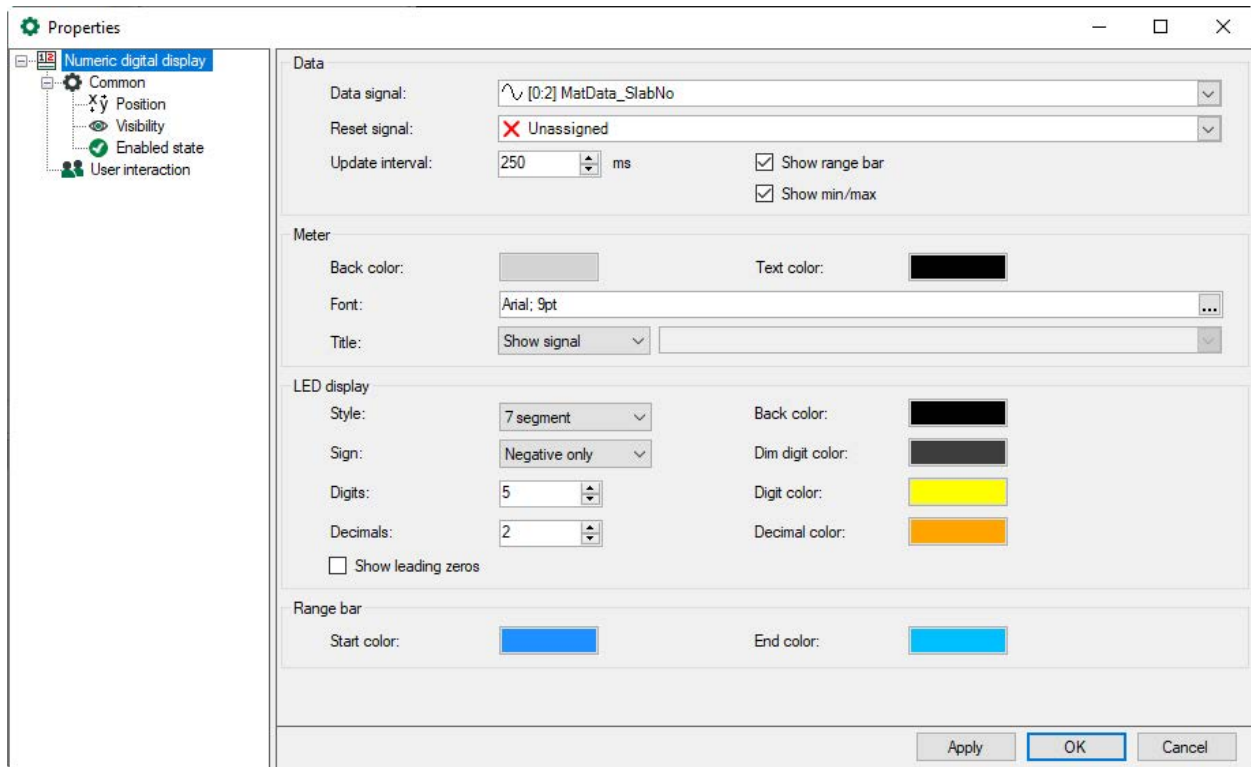 Properties
Numeric digital display
Common
Position
Visibility
Enabled state
User interaction
Data
Data signal: [0:2] MatData_SlabNo
Reset signal: Unassigned
Update interval: 250 ms Show range bar
Show min/max
Meter
Back color: Text color:
Font: Arial; 9pt ...
Title: Show signal
LED display
Style: 7 segment Back color:
Sign: Negative only Dim digit color:
Digits: 5 Digit color:
Decimals: 2 Decimal color:
Show leading zeros
Range bar
Start color: End color:
Apply OK Cancel